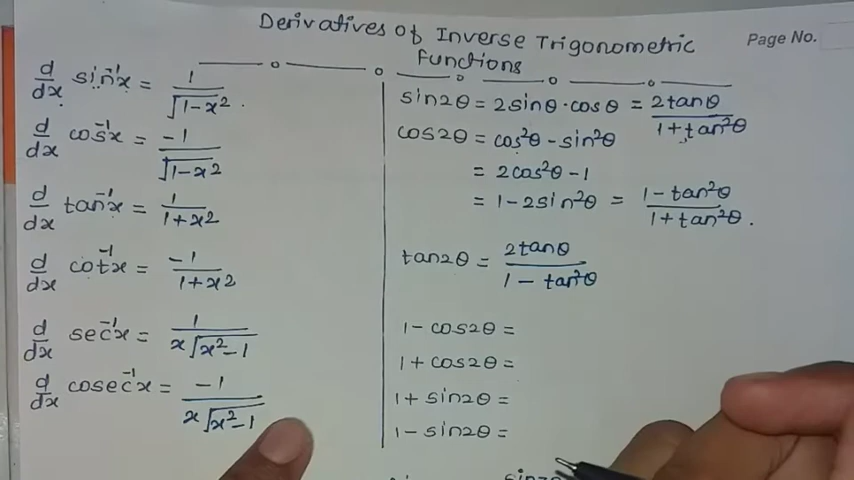 Derivatives of Inverse Trigonometric
Functions
Page No.
d/dx sin⁻¹x = 1/√(1-x²).
d/dx cos⁻¹x = -1/√(1-x²)
d/dx tan⁻¹x = 1/(1+x²)
d/dx cot⁻¹x = -1/(1+x²)
d/dx sec⁻¹x = 1/(x√(x²-1))
d/dx cosec⁻¹x = -1/(x√(x²-1))
sin2θ = 2sinθ·cosθ = 2tanθ/(1+tan²θ)
cos2θ = cos²θ - sin²θ
= 2cos²θ - 1
= 1 - 2sin²θ = (1 - tan²θ)/(1 + tan²θ).
tan2θ = 2tanθ/(1 - tan²θ)
1 - cos2θ =
1 + cos2θ =
1 + sin2θ =
1 - sin2θ =